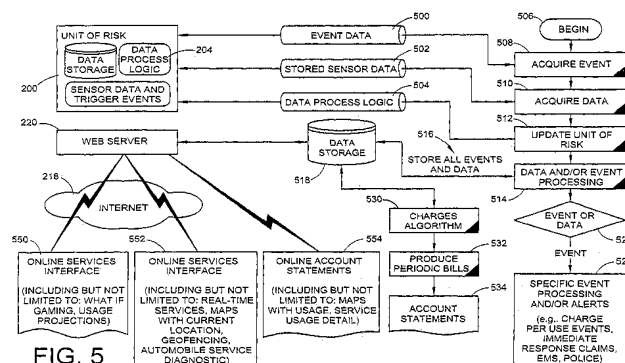 UNIT OF RISK
DATA STORAGE
DATA PROCESS LOGIC
204
SENSOR DATA AND TRIGGER EVENTS
200
EVENT DATA
500
STORED SENSOR DATA
502
DATA PROCESS LOGIC
504
506
BEGIN
508
ACQUIRE EVENT
510
ACQUIRE DATA
512
UPDATE UNIT OF RISK
516
STORE ALL EVENTS AND DATA
DATA AND/OR EVENT PROCESSING
514
220
WEB SERVER
DATA STORAGE
518
218
INTERNET
530
CHARGES ALGORITHM
532
PRODUCE PERIODIC BILLS
534
ACCOUNT STATEMENTS
EVENT OR DATA
EVENT
SPECIFIC EVENT PROCESSING AND/OR ALERTS
(e.g., CHARGE PER USE EVENTS, IMMEDIATE RESPONSE CLAIMS, EMS, POLICE)
550
ONLINE SERVICES INTERFACE
(INCLUDING BUT NOT LIMITED TO: WHAT IF GAMING, USAGE PROJECTIONS)
552
ONLINE SERVICES INTERFACE
(INCLUDING BUT NOT LIMITED TO: REAL-TIME SERVICES, MAPS WITH CURRENT LOCATION, GEOFENCING, AUTOMOBILE SERVICE DIAGNOSTIC)
554
ONLINE ACCOUNT STATEMENTS
(INCLUDING BUT NOT LIMITED TO: MAPS WITH USAGE, SERVICE USAGE DETAIL)
FIG. 5